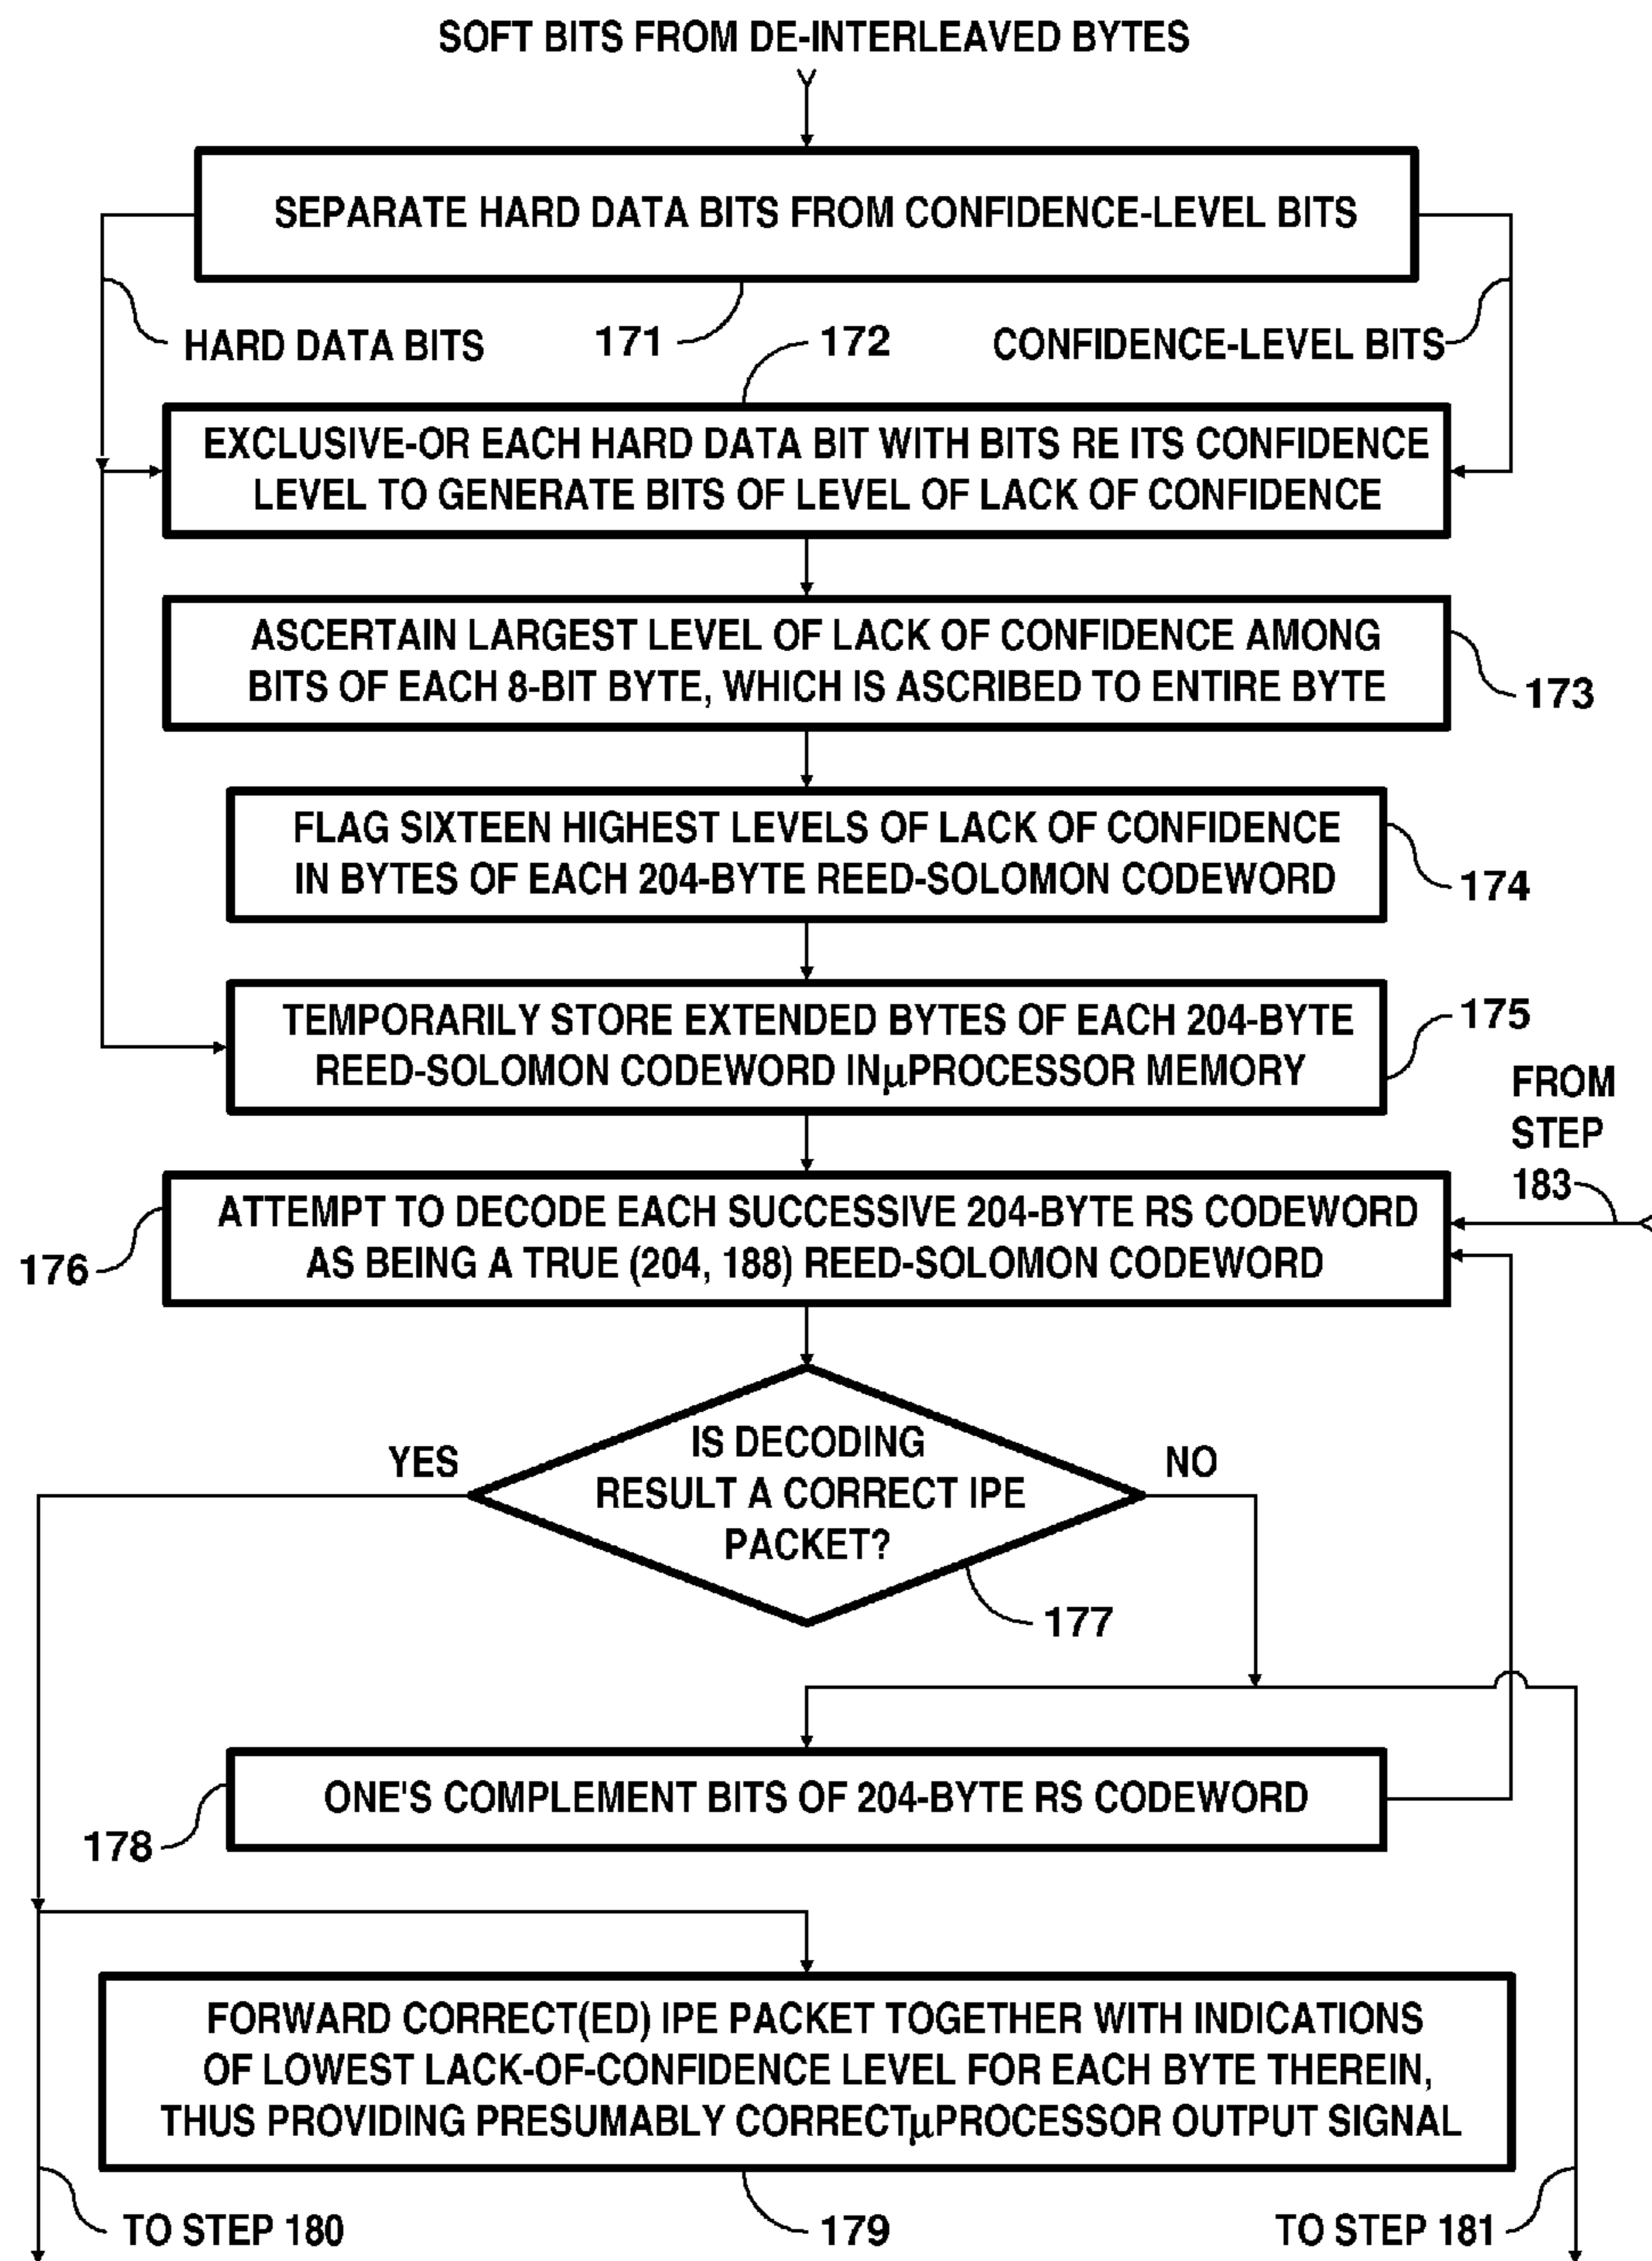 SOFT BITS FROM DE-INTERLEAVED BYTES
SEPARATE HARD DATA BITS FROM CONFIDENCE-LEVEL BITS
HARD DATA BITS
171
172
CONFIDENCE-LEVEL BITS
EXCLUSIVE-OR EACH HARD DATA BIT WITH BITS RE ITS CONFIDENCE
LEVEL TO GENERATE BITS OF LEVEL OF LACK OF CONFIDENCE
ASCERTAIN LARGEST LEVEL OF LACK OF CONFIDENCE AMONG
BITS OF EACH 8-BIT BYTE, WHICH IS ASCRIBED TO ENTIRE BYTE
173
FLAG SIXTEEN HIGHEST LEVELS OF LACK OF CONFIDENCE
IN BYTES OF EACH 204-BYTE REED-SOLOMON CODEWORD
174
TEMPORARILY STORE EXTENDED BYTES OF EACH 204-BYTE
REED-SOLOMON CODEWORD INμPROCESSOR MEMORY
175
FROM
STEP
183
ATTEMPT TO DECODE EACH SUCCESSIVE 204-BYTE RS CODEWORD
AS BEING A TRUE (204, 188) REED-SOLOMON CODEWORD
176
YES
IS DECODING
RESULT A CORRECT IPE
PACKET?
NO
177
ONE'S COMPLEMENT BITS OF 204-BYTE RS CODEWORD
178
FORWARD CORRECT(ED) IPE PACKET TOGETHER WITH INDICATIONS
OF LOWEST LACK-OF-CONFIDENCE LEVEL FOR EACH BYTE THEREIN,
THUS PROVIDING PRESUMABLY CORRECTμPROCESSOR OUTPUT SIGNAL
TO STEP 180
179
TO STEP 181